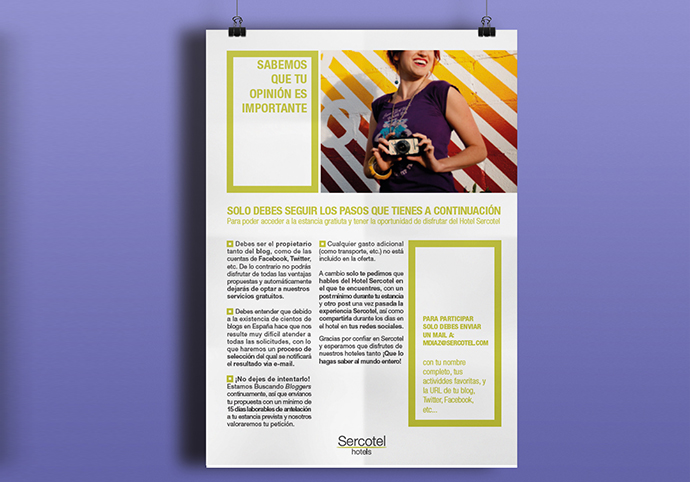 SABEMOS
QUE TU
OPINIÓN ES
IMPORTANTE
SOLO DEBES SEGUIR LOS PASOS QUE TIENES A CONTINUACIÓN
Para poder acceder a la estancia gratiuta y tener la oportunidad de disfrutar del Hotel Sercotel
Debes ser el propietario
tanto del blog, como de las
cuentas de Facebook, Twitter,
etc. De lo contrario no podrás
disfrutar de todas las ventajas
propuestas y automáticamente
dejarás de optar a nuestros
servicios gratuitos.
Debes entender que debido
a la existencia de cientos de
blogs en España hace que nos
resulte muy difícil atender a
todas las solicitudes, con lo
que haremos un proceso de
selección del qual se notificará
el resultado via e-mail.
¡No dejes de intentarlo!
Estamos Buscando Bloggers
continuamente, así que envianos
tu propuesta con un mínimo de
15 días laborables de antelación
a tu estancia prevista y nosotros
valoraremos tu petición.
Cualquier gasto adicional
(como transporte, etc.) no está
incluido en la oferta.
A cambio solo te pedimos que
hables del Hotel Sercotel en
el que te encuentres, con un
post mínimo durante tu estancia
y otro post una vez pasada la
experiencia Sercotel, así como
compartirla durante los días en
el hotel en tus redes sociales.
Gracias por confiar en Sercotel
y esperamos que disfrutes de
nuestros hoteles tanto ¡Que lo
hagas saber al mundo entero!
PARA PARTICIPAR
SOLO DEBES ENVIAR
UN MAIL A:
MDIAZ@SERCOTEL.COM
con tu nombre
completo, tus
actividdes favoritas, y
la URL de tu blog,
Twitter, Facebook,
etc...
Sercotel
hotels